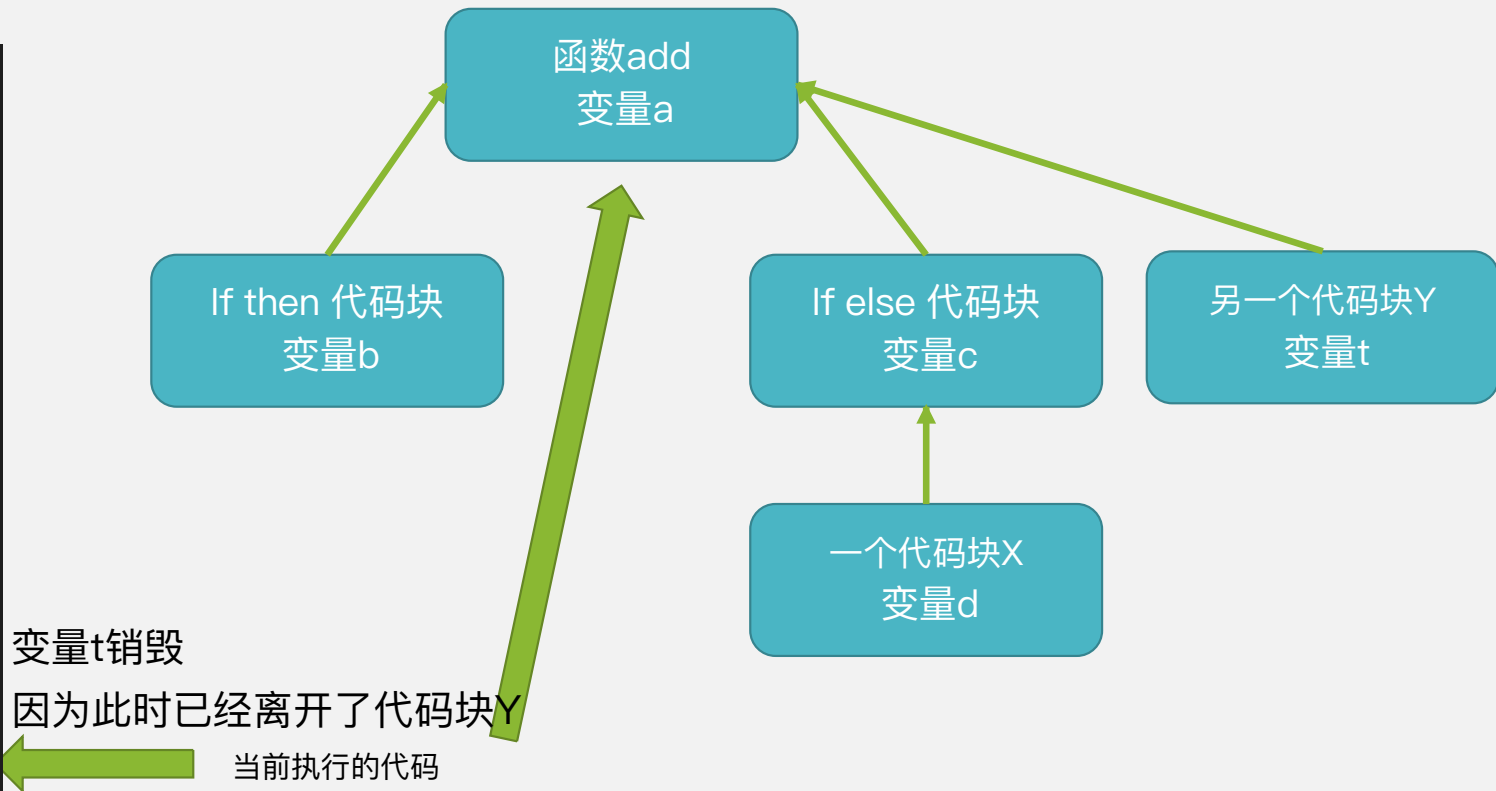 函数add
变量a
If then 代码块
变量b
If else 代码块
变量c
另一个代码块Y
变量t
一个代码块X
变量d
变量t销毁
因为此时已经离开了代码块Y
当前执行的代码